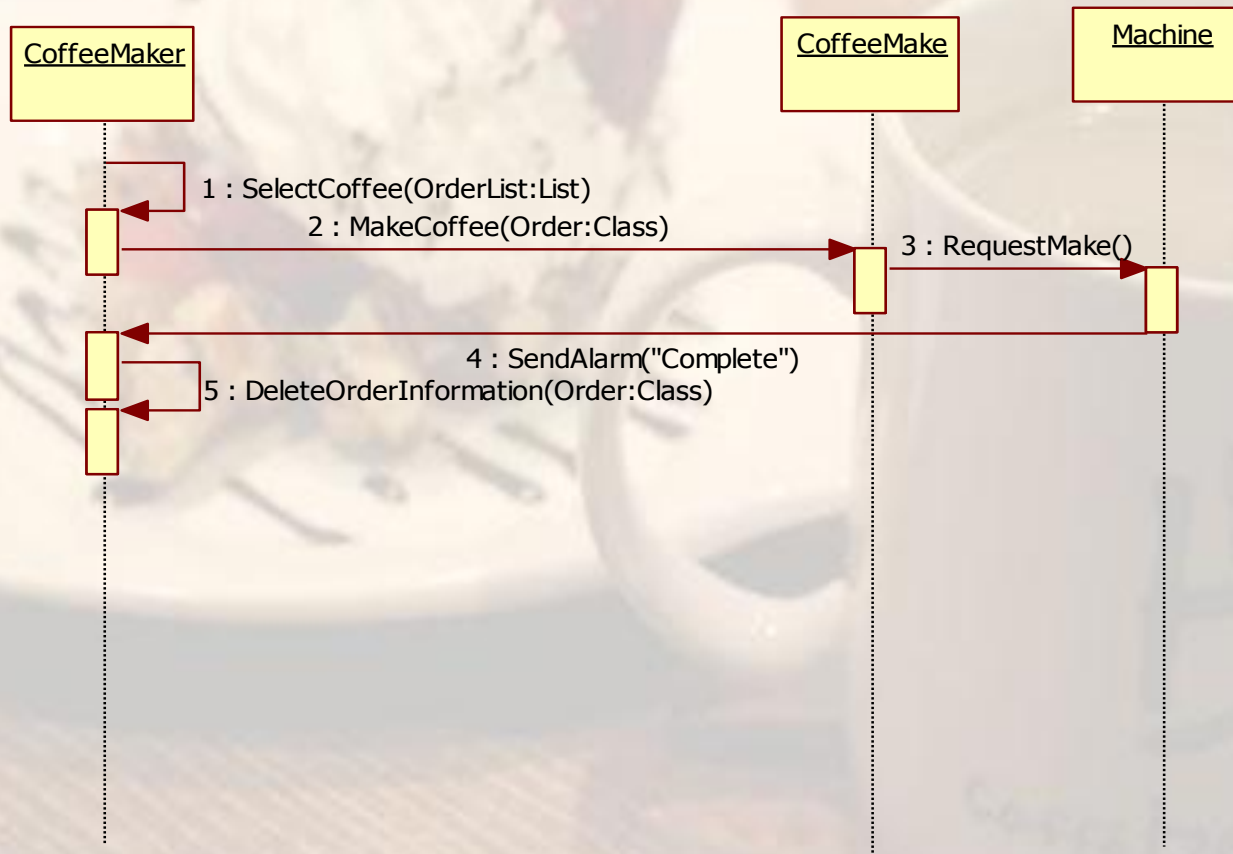 CoffeeMaker
CoffeeMake
Machine
1 : SelectCoffee(OrderList:List)
2 : MakeCoffee(Order:Class)
3 : RequestMake()
4 : SendAlarm("Complete")
5 : DeleteOrderInformation(Order:Class)